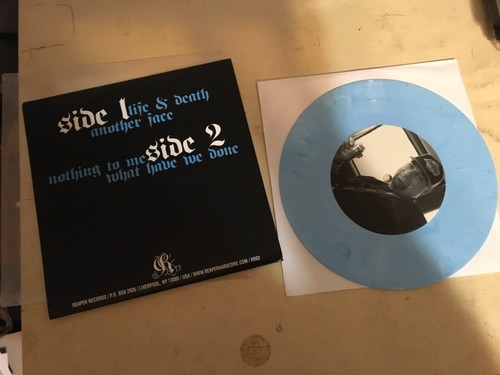 side 1 life & death
another face
nothing to me side 2
what have we done
REAPER RECORDS / P.O. BOX 2935 / LIVERPOOL, NY 13089 / USA / WWW.REAPERHARDCORE.COM / RR02